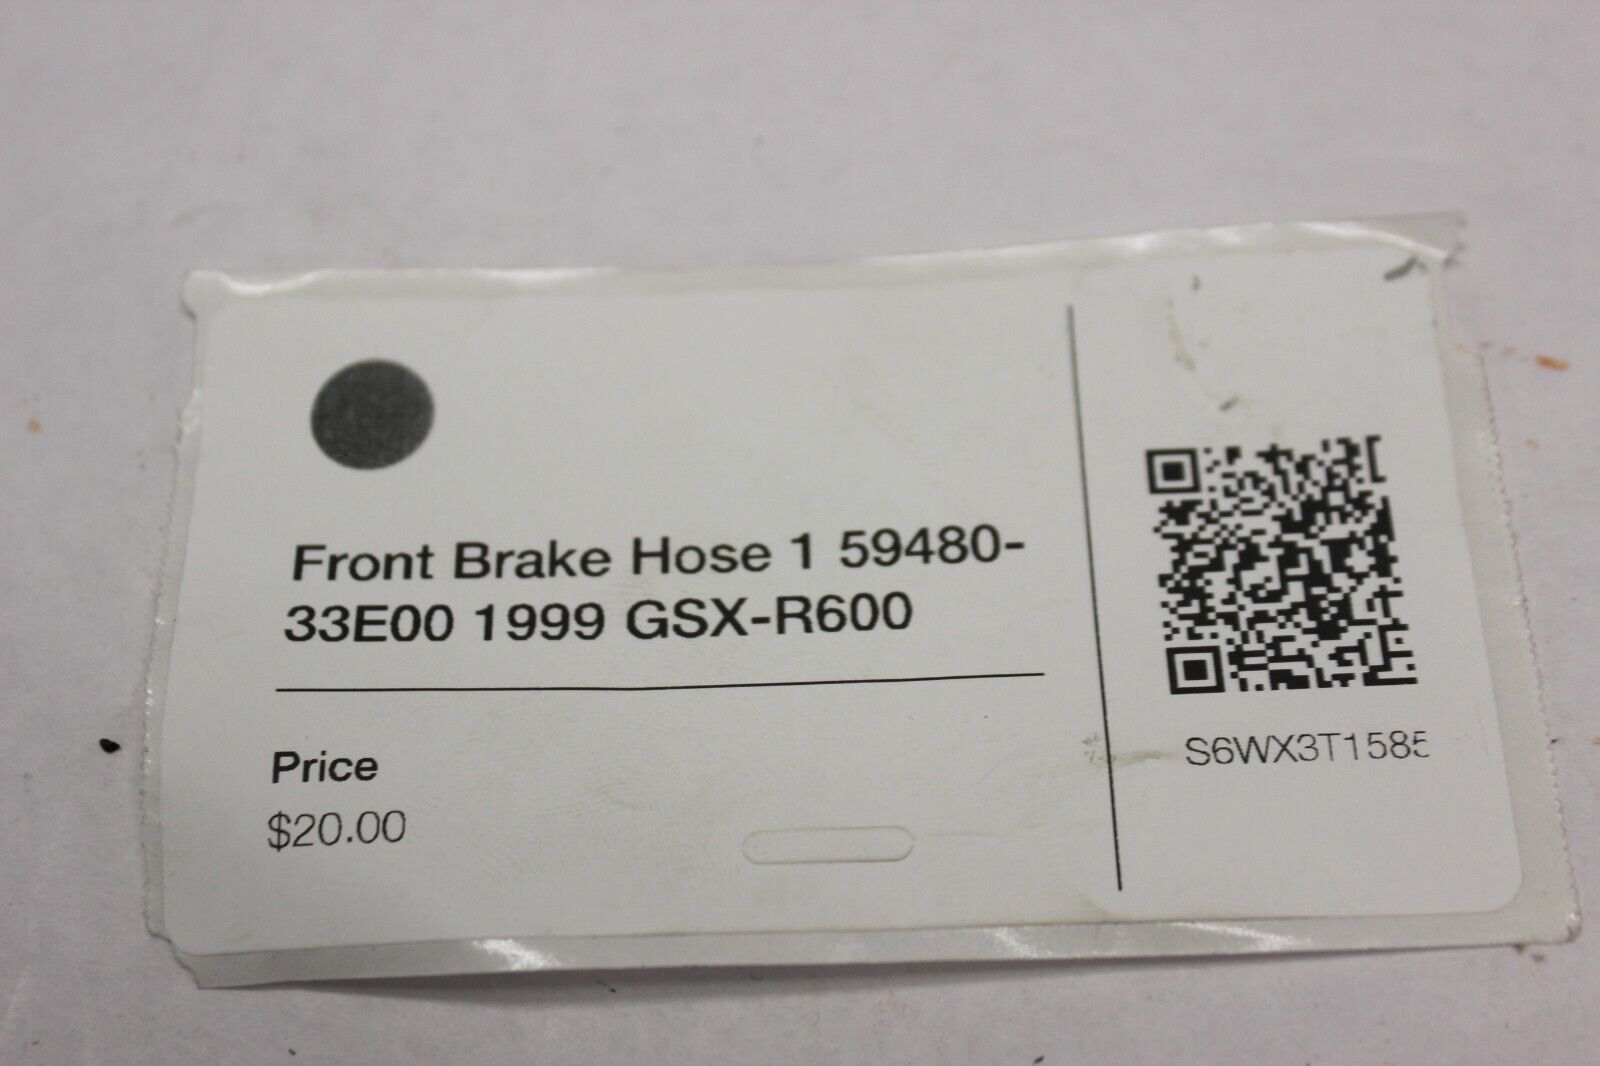 Front Brake Hose 1 59480-
33E00 1999 GSX-R600
Price
$20.00
S6WX3T1585